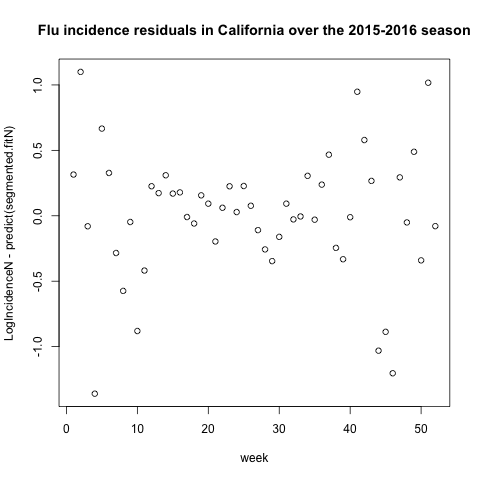 Flu incidence residuals in California over the 2015-2016 season
LogIncidenceN - predict(segmented.fitN)
1.0
0.5
0.0
-0.5
-1.0
0 10 20 30 40 50
week